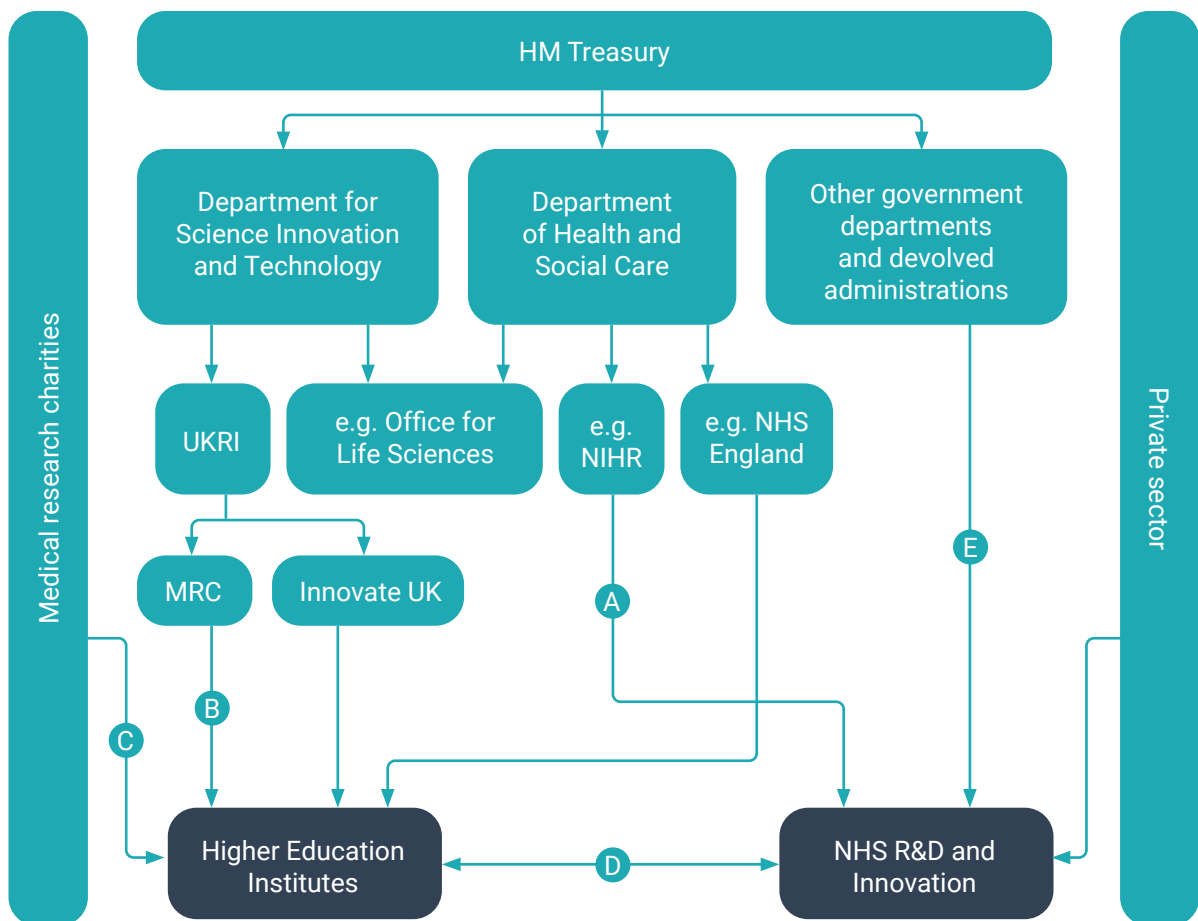 HM Treasury
Department for
Science Innovation
and Technology
Department
of Health and
Social Care
Other government
departments
and devolved
administrations
Medical research charities
Private sector
UKRI
e.g. Office for
Life Sciences
e.g.
NIHR
e.g. NHS
England
E
MRC
Innovate UK
A
B
C
Higher Education
Institutes
D
NHS R&D and
Innovation